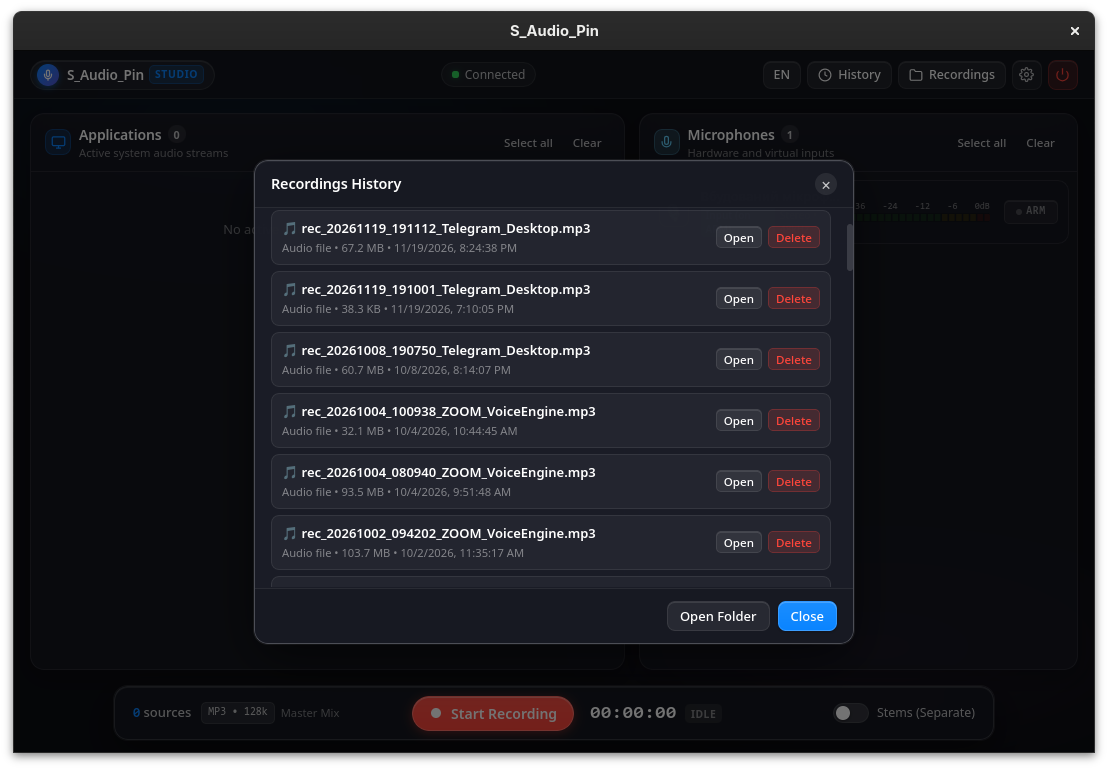 S_Audio_Pin
S_Audio_Pin STUDIO
Connected
EN
History
Recordings
Applications 0
Active system audio streams
Select all
Clear
Microphones 1
Hardware and virtual inputs
Select all
Clear
No
-24 -12 -6 0dB
ARM
Recordings History
rec_20261119_191112_Telegram_Desktop.mp3
Audio file • 67.2 MB • 11/19/2026, 8:24:38 PM
Open
Delete
rec_20261119_191001_Telegram_Desktop.mp3
Audio file • 38.3 KB • 11/19/2026, 7:10:05 PM
Open
Delete
rec_20261008_190750_Telegram_Desktop.mp3
Audio file • 60.7 MB • 10/8/2026, 8:14:07 PM
Open
Delete
rec_20261004_100938_ZOOM_VoiceEngine.mp3
Audio file • 32.1 MB • 10/4/2026, 10:44:45 AM
Open
Delete
rec_20261004_080940_ZOOM_VoiceEngine.mp3
Audio file • 93.5 MB • 10/4/2026, 9:51:48 AM
Open
Delete
rec_20261002_094202_ZOOM_VoiceEngine.mp3
Audio file • 103.7 MB • 10/2/2026, 11:35:17 AM
Open
Delete
Open Folder
Close
0 sources
MP3 • 128k
Master Mix
Start Recording
00:00:00
IDLE
Stems (Separate)